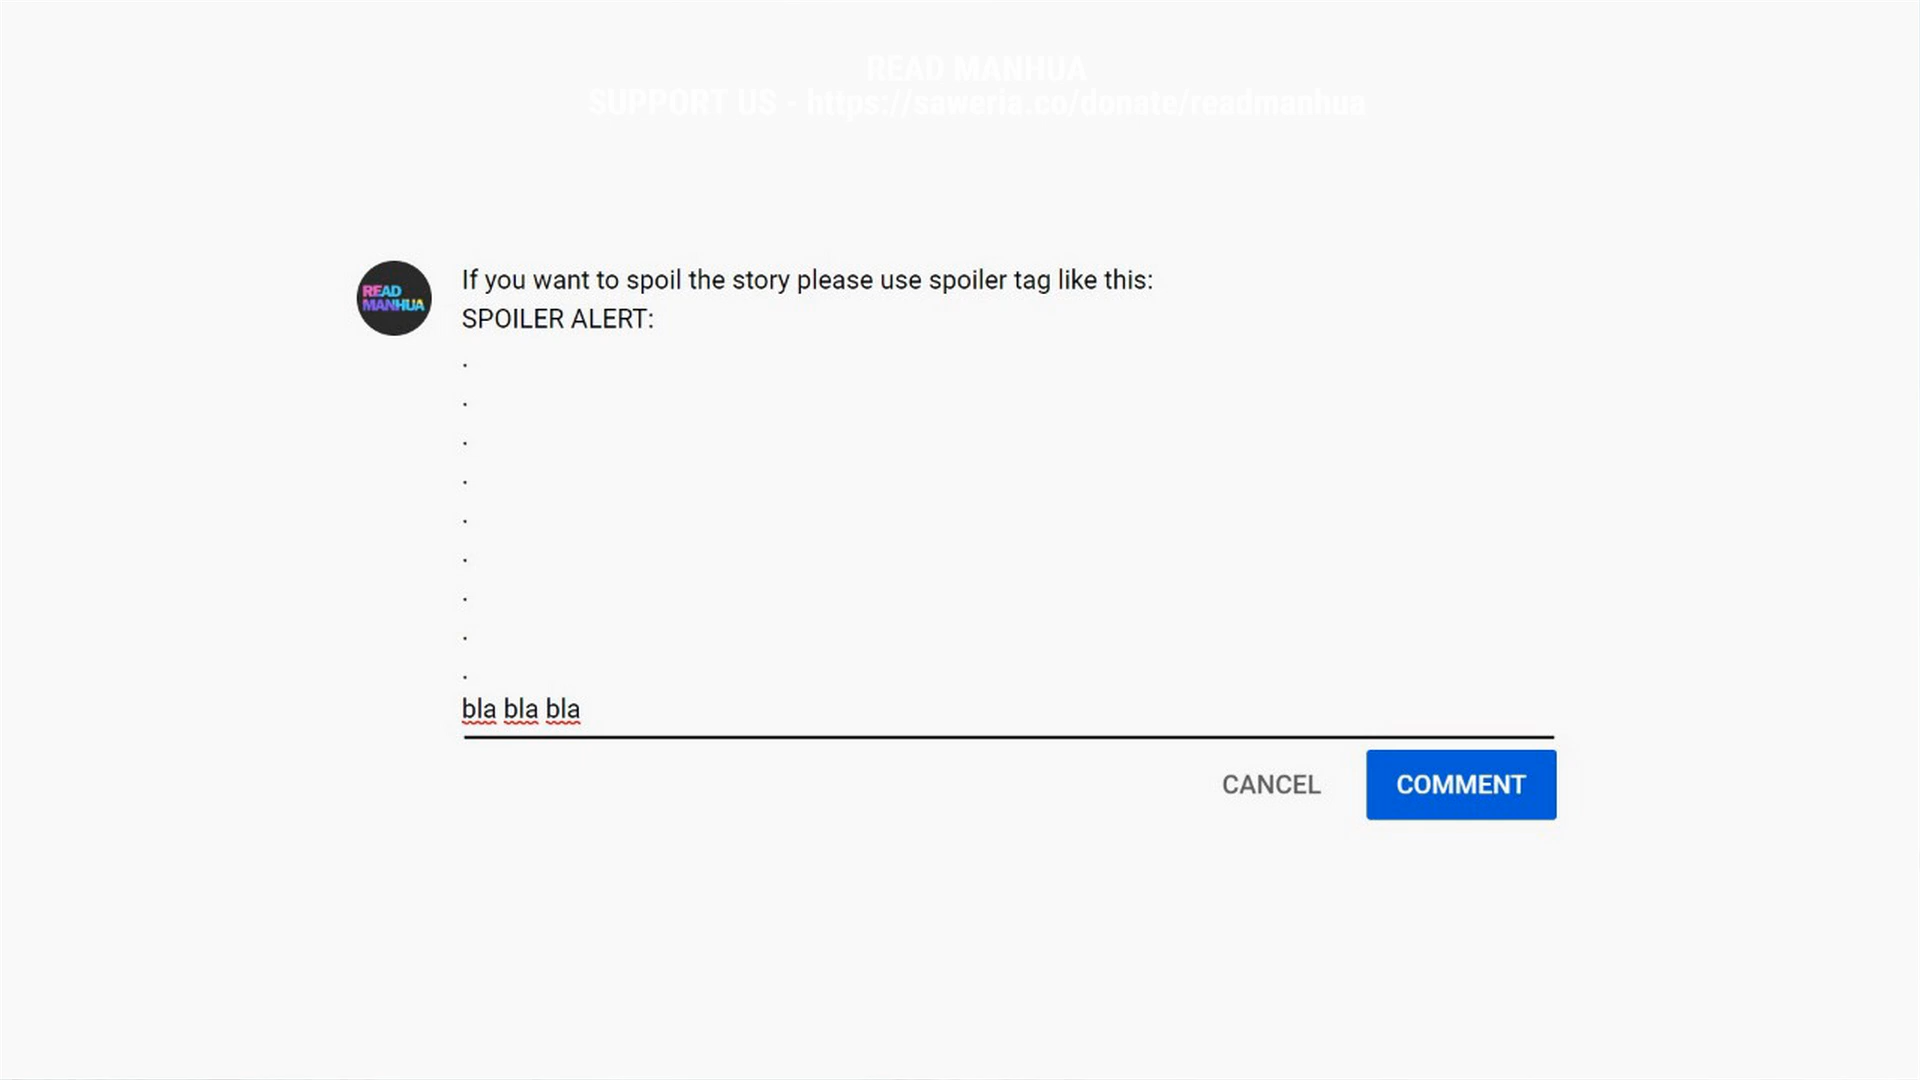 READ MANHUA
SUPPORT US - https://saweria.co/donate/readmanhua
READ
MANHUA
If you want to spoil the story please use spoiler tag like this:
SPOILER ALERT:
.
.
.
.
.
.
.
.
.
bla bla bla
CANCEL
COMMENT